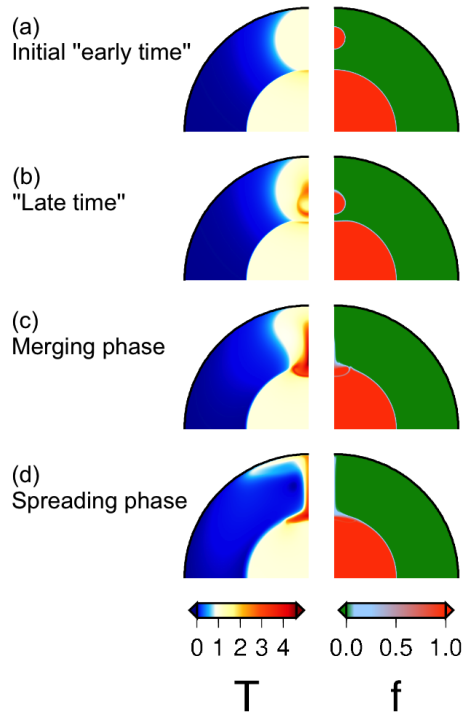 (a)
Initial "early time"
(b)
"Late time"
(c)
Merging phase
(d)
Spreading phase
0 1 2 3 4
0.0 0.5 1.0
T
f